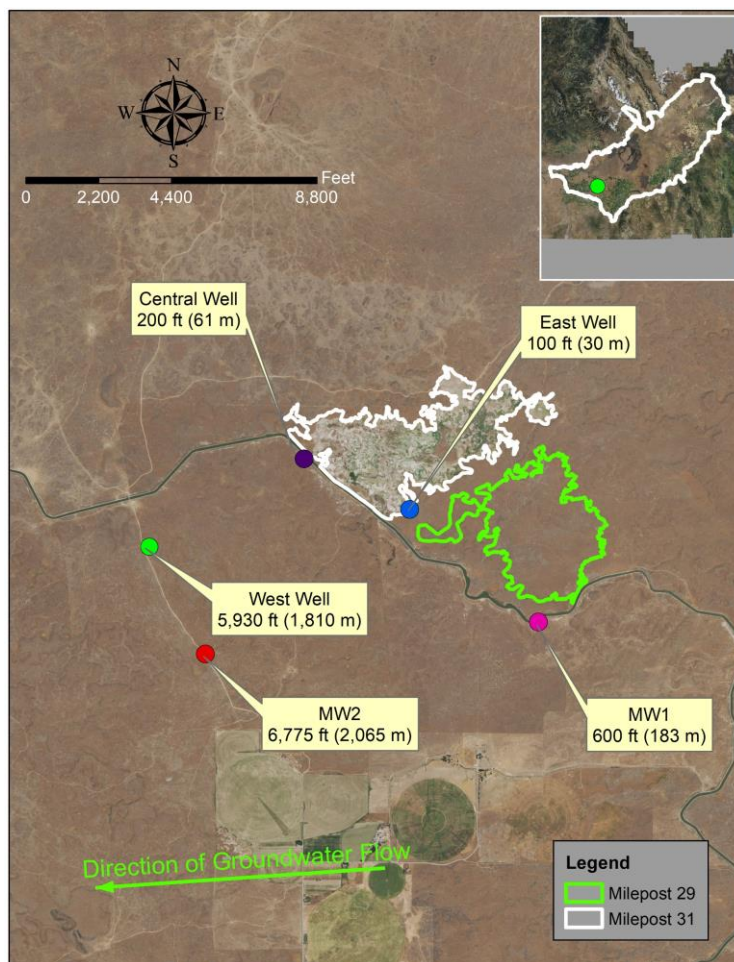 N
W E
S
Feet
0 2,200 4,400 8,800
Central Well
200 ft (61 m)
East Well
100 ft (30 m)
West Well
5,930 ft (1,810 m)
MW2
6,775 ft (2,065 m)
MW1
600 ft (183 m)
Direction of Groundwater Flow
Legend
Milepost 29
Milepost 31